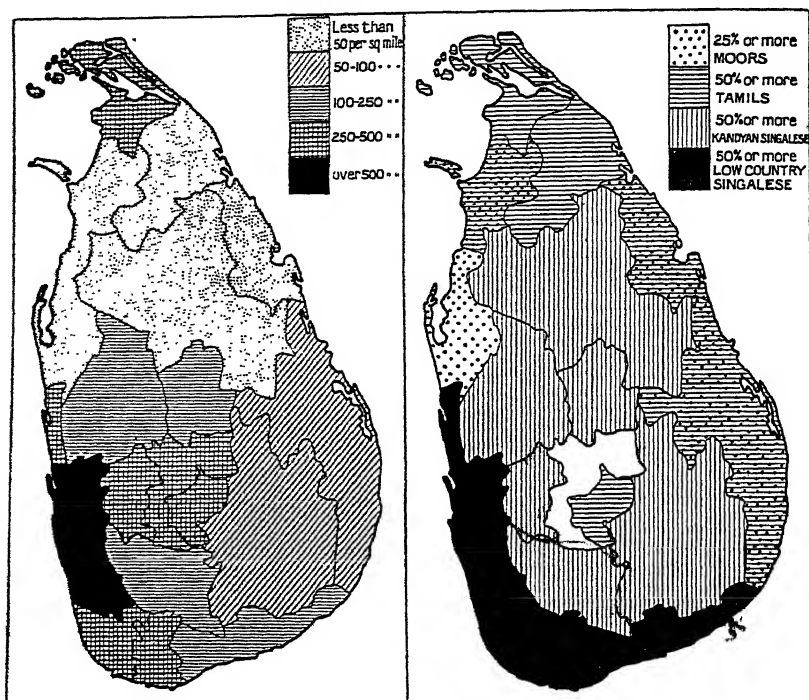 Less than
50 per sq mile
50-100 " "
100-250 " "
250-500 " "
over 500 " "
25% or more
MOORS
50% or more
TAMILS
50% or more
KANDYAN SINGALESE
50% or more
LOW COUNTRY
SINGALESE